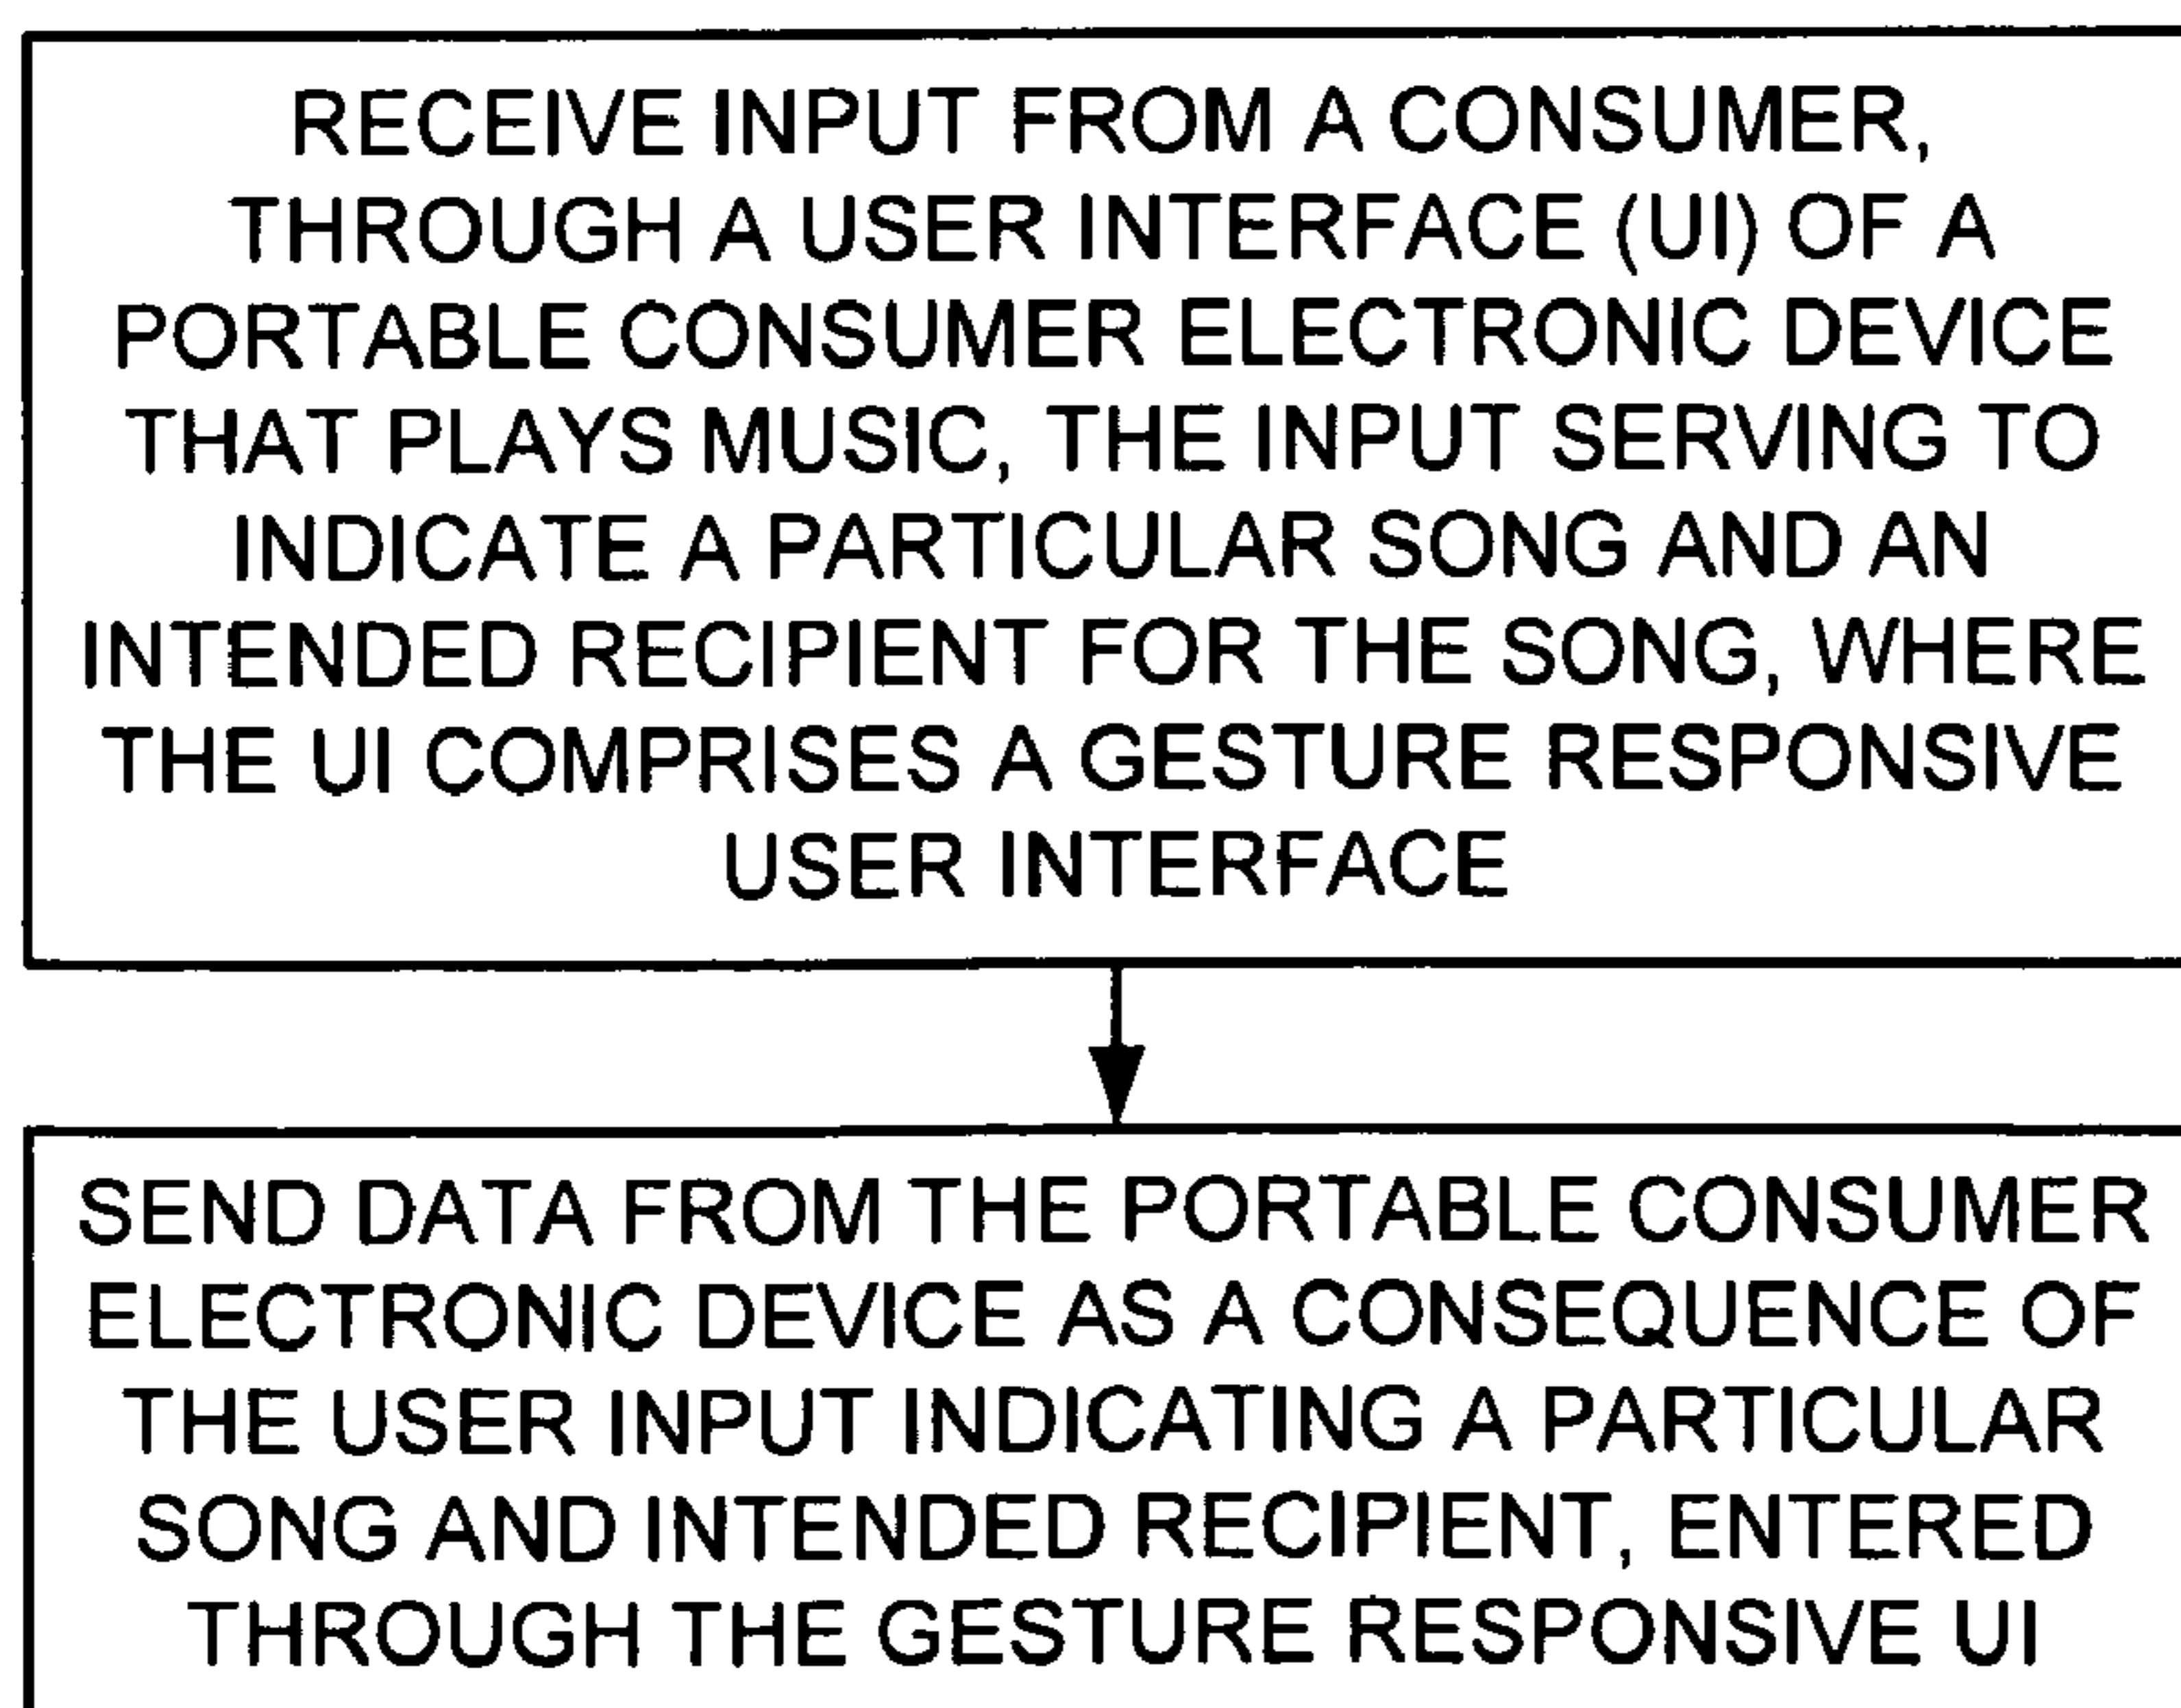 RECEIVE INPUT FROM A CONSUMER,
THROUGH A USER INTERFACE (UI) OF A
PORTABLE CONSUMER ELECTRONIC DEVICE
THAT PLAYS MUSIC, THE INPUT SERVING TO
INDICATE A PARTICULAR SONG AND AN
INTENDED RECIPIENT FOR THE SONG, WHERE
THE UI COMPRISES A GESTURE RESPONSIVE
USER INTERFACE
SEND DATA FROM THE PORTABLE CONSUMER
ELECTRONIC DEVICE AS A CONSEQUENCE OF
THE USER INPUT INDICATING A PARTICULAR
SONG AND INTENDED RECIPIENT, ENTERED
THROUGH THE GESTURE RESPONSIVE UI